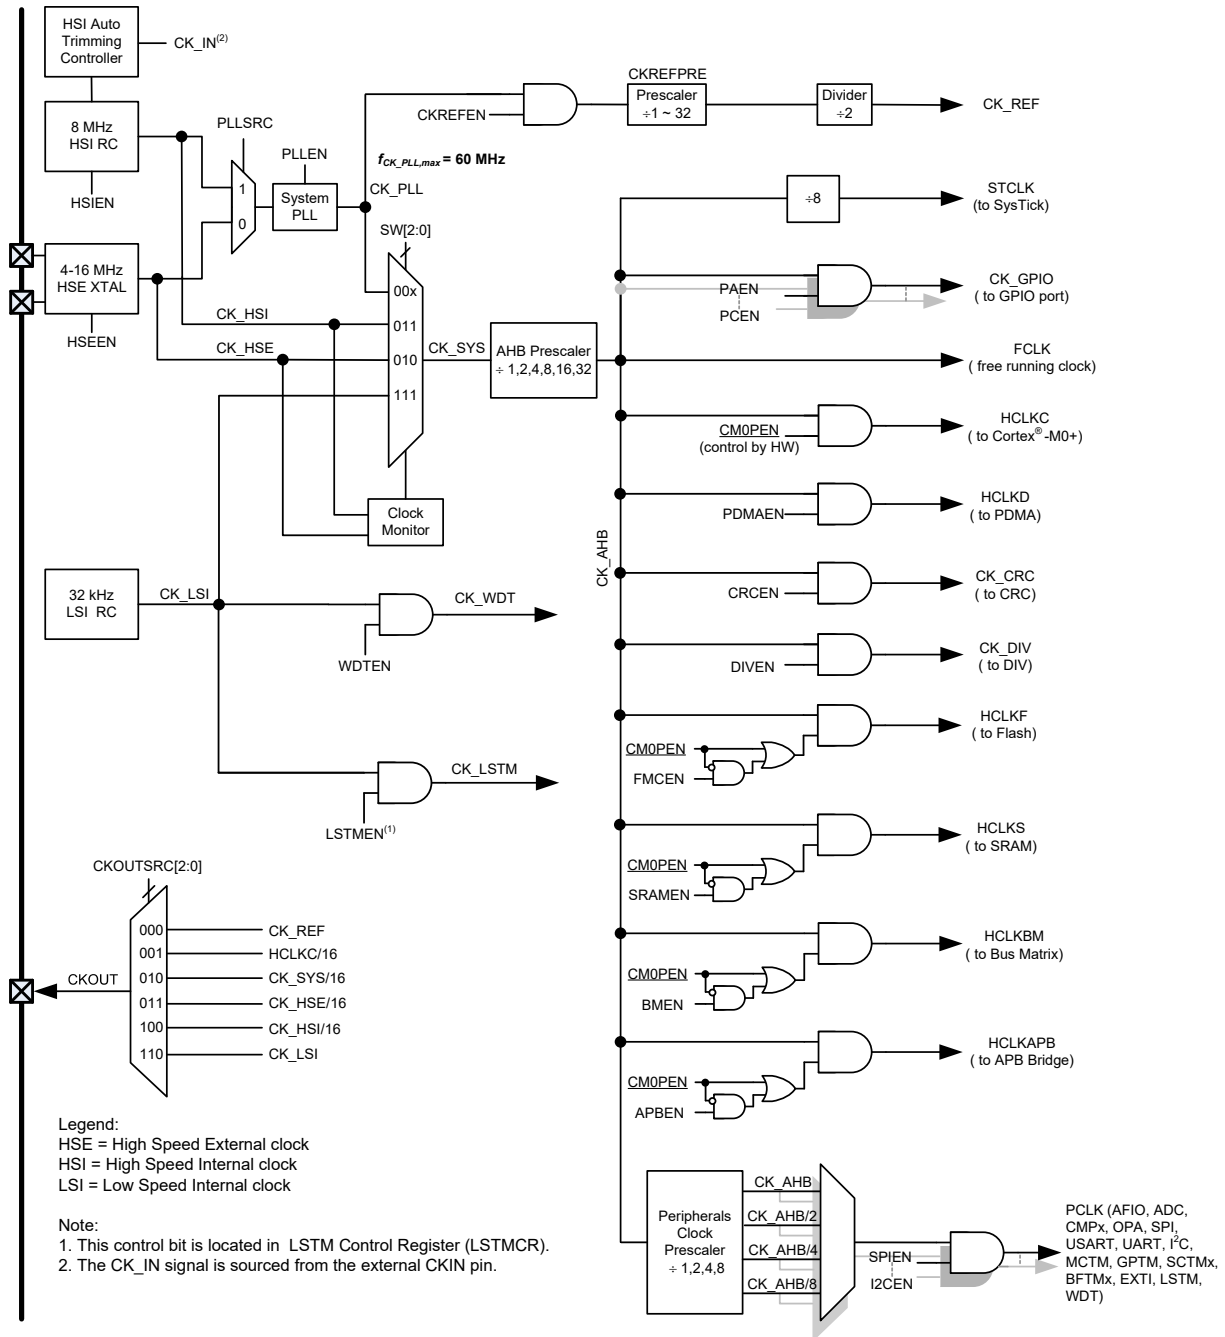 HSI Auto
Trimming
Controller
CK_IN(2)
8 MHz
HSI RC
HSIEN
PLLSRC
1
0
PLLEN
System
PLL
fCK_PLL,max = 60 MHz
CK_PLL
CKREFEN
CKREFPRE
Prescaler
÷1 ~ 32
Divider
÷2
CK_REF
4-16 MHz
HSE XTAL
HSEEN
CK_HSI
CK_HSE
SW[2:0]
00x
011
010
111
CK_SYS
AHB Prescaler
÷ 1,2,4,8,16,32
Clock
Monitor
÷8
STCLK
(to SysTick)
PAEN
PCEN
CK_GPIO
( to GPIO port)
FCLK
( free running clock)
CM0PEN
(control by HW)
HCLKC
( to Cortex®-M0+)
PDMAEN
HCLKD
( to PDMA)
CK_AHB
CRCEN
CK_CRC
( to CRC)
DIVEN
CK_DIV
( to DIV)
CM0PEN
FMCEN
HCLKF
( to Flash)
CM0PEN
SRAMEN
HCLKS
( to SRAM)
CM0PEN
BMEN
HCLKBM
( to Bus Matrix)
CM0PEN
APBEN
HCLKAPB
( to APB Bridge)
32 kHz
LSI RC
CK_LSI
CK_WDT
WDTEN
CK_LSTM
LSTMEN(1)
CKOUTSRC[2:0]
CKOUT
000 CK_REF
001 HCLKC/16
010 CK_SYS/16
011 CK_HSE/16
100 CK_HSI/16
110 CK_LSI
Legend:
HSE = High Speed External clock
HSI = High Speed Internal clock
LSI = Low Speed Internal clock
Note:
1. This control bit is located in LSTM Control Register (LSTMCR).
2. The CK_IN signal is sourced from the external CKIN pin.
Peripherals
Clock
Prescaler
÷ 1,2,4,8
CK_AHB
CK_AHB/2
CK_AHB/4
CK_AHB/8
SPIEN
I2CEN
PCLK (AFIO, ADC,
CMPx, OPA, SPI,
USART, UART, I²C,
MCTM, GPTM, SCTMx,
BFTMx, EXTI, LSTM,
WDT)